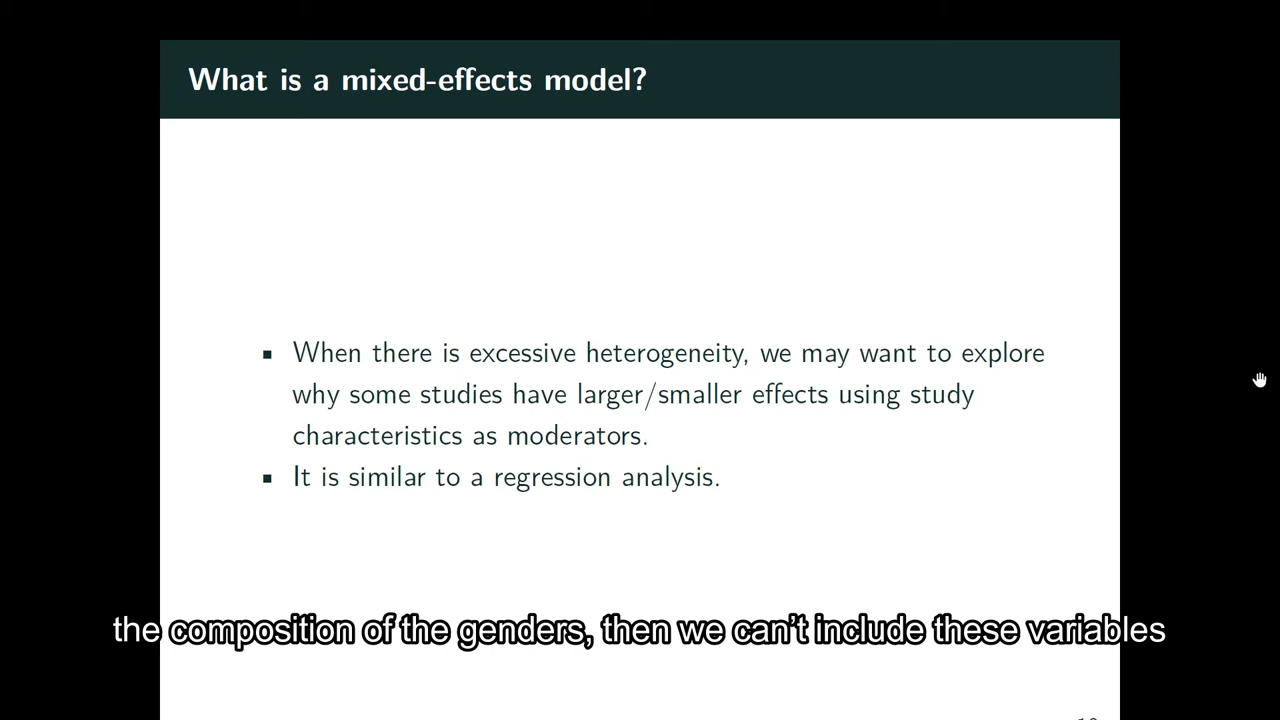 What is a mixed-effects model?
▪ When there is excessive heterogeneity, we may want to explore
why some studies have larger/smaller effects using study
characteristics as moderators.
▪ It is similar to a regression analysis.
the composition of the genders, then we can't include these variables